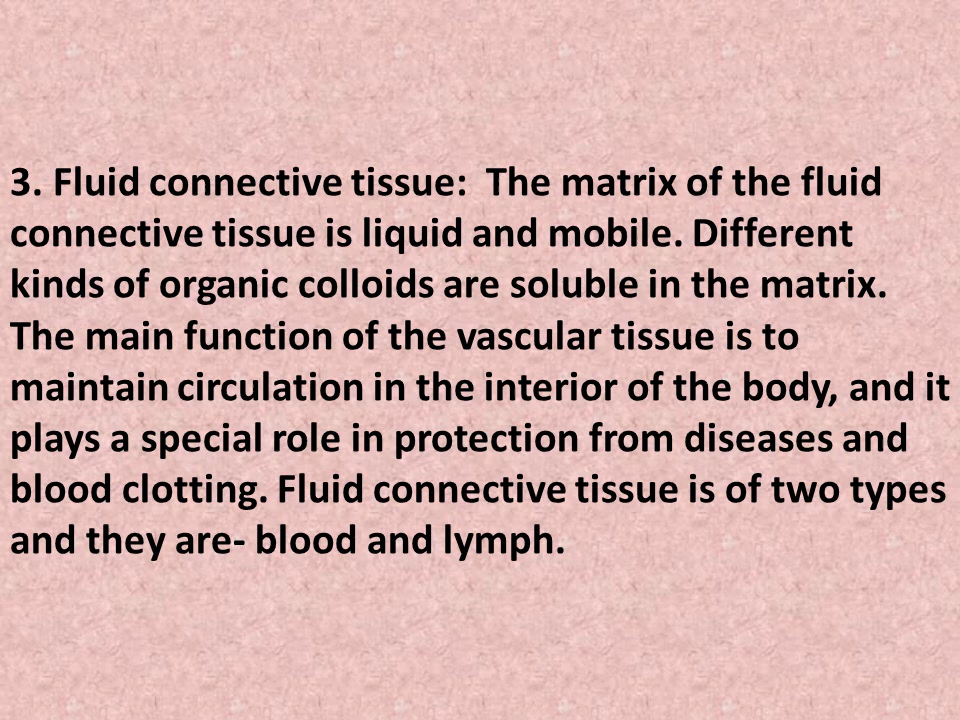 3. Fluid connective tissue:  The matrix of the fluid
connective tissue is liquid and mobile. Different
kinds of organic colloids are soluble in the matrix.
The main function of the vascular tissue is to
maintain circulation in the interior of the body, and it
plays a special role in protection from diseases and
blood clotting. Fluid connective tissue is of two types
and they are- blood and lymph.